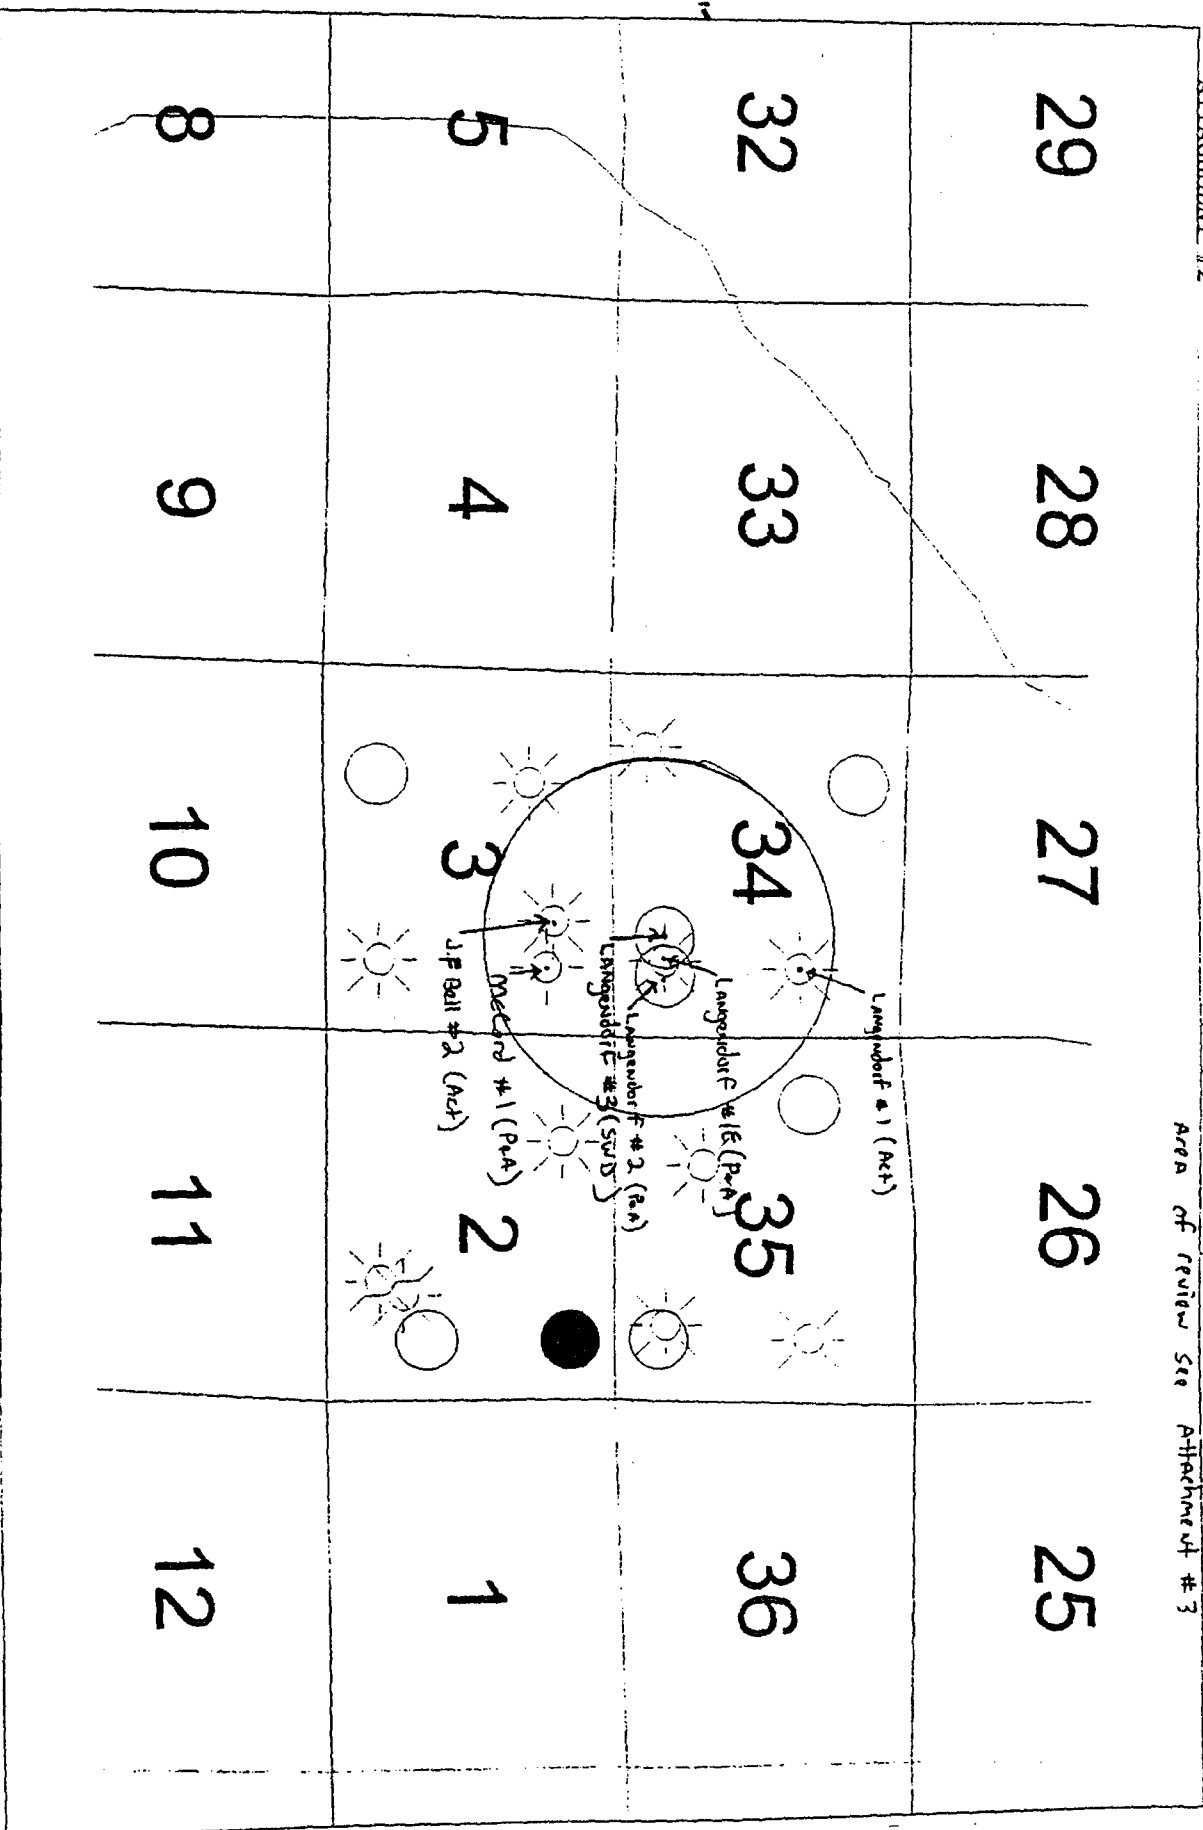 Area of review see Attachment #3
29
28
27
26
25
32
33
34
35
36
5
4
3
2
1
8
9
10
11
12
Langendorf #1 (Act)
Langendorf #1E (P&A)
Langendorf #2 (P&A)
Langendorf #3 (SWD)
McCord #1 (P&A)
J.F Bell #2 (Act)